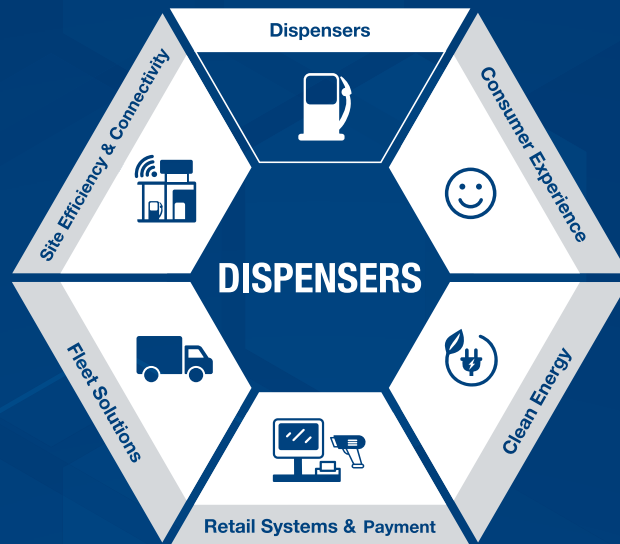 Dispensers
Site Efficiency & Connectivity
Consumer Experience
DISPENSERS
Fleet Solutions
Clean Energy
Retail Systems & Payment